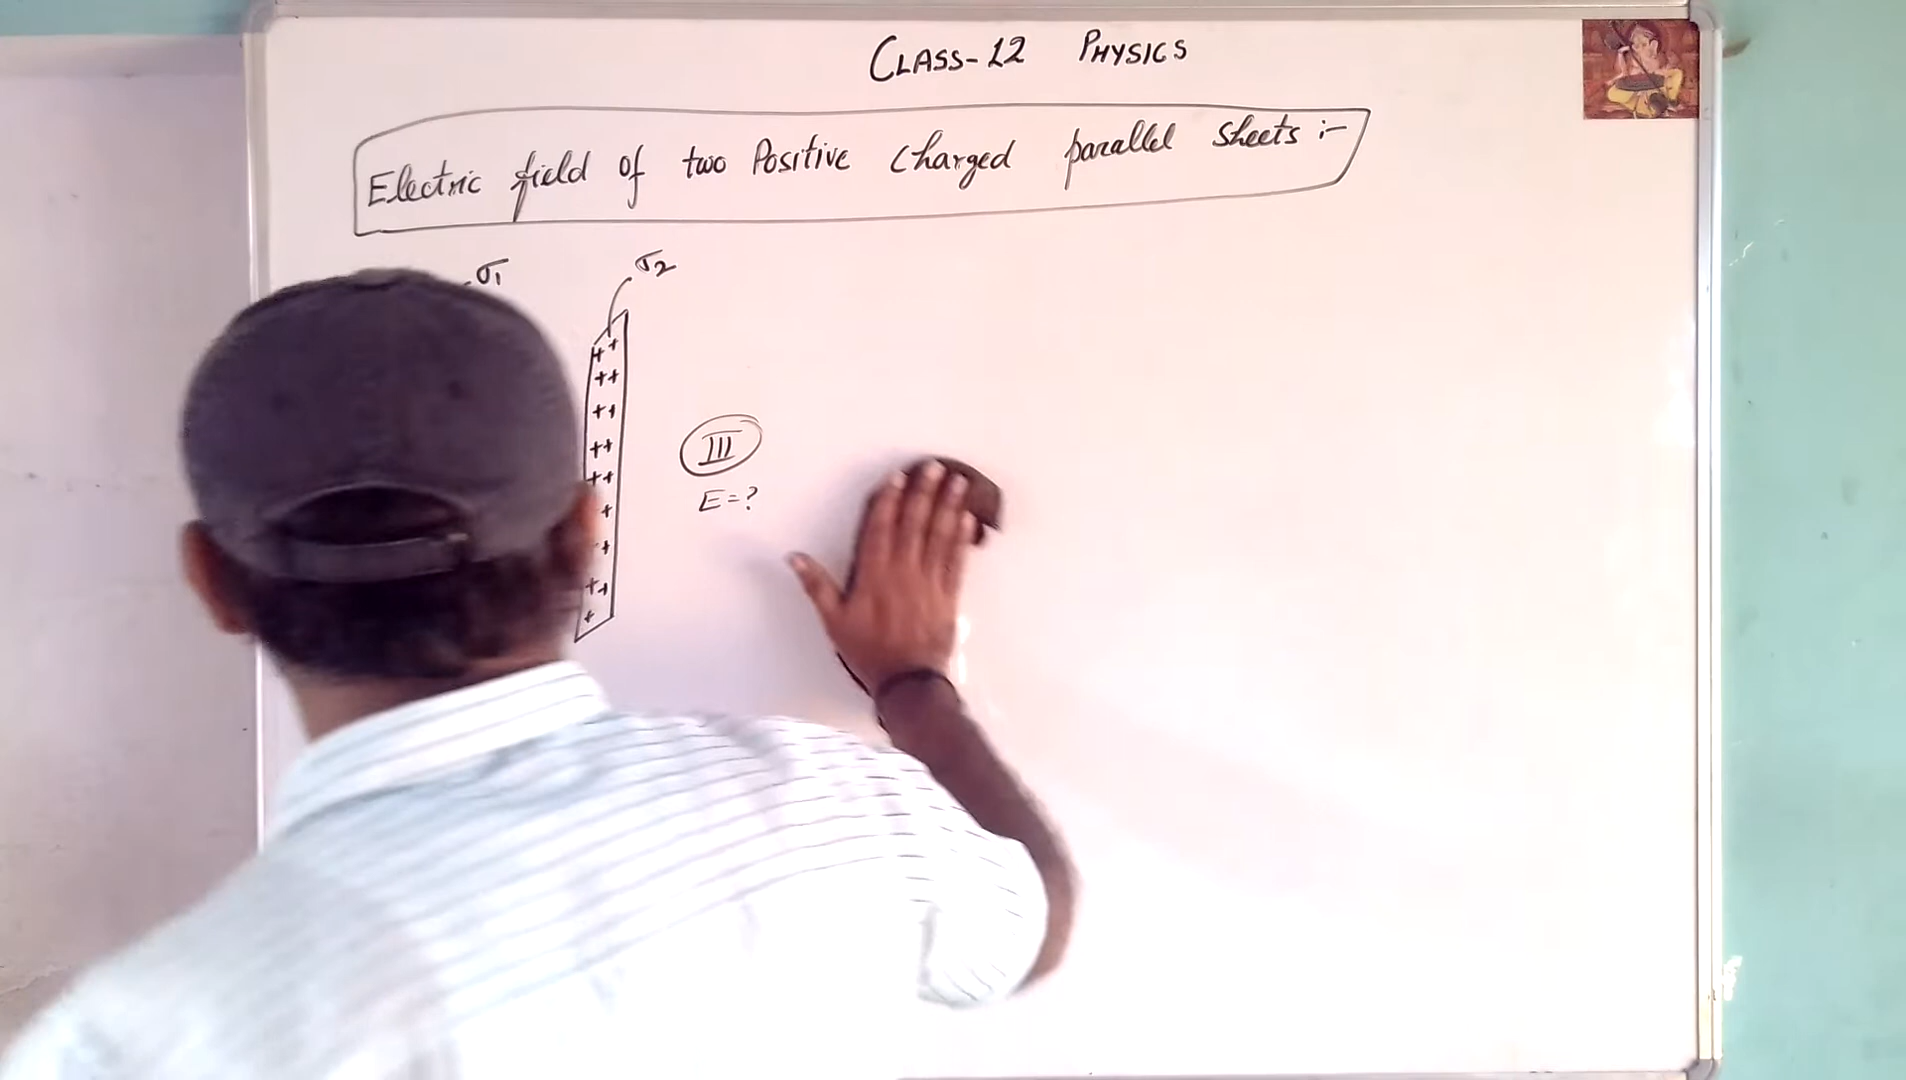 CLASS-12 PHYSICS
Electric field of two Positive Charged parallel sheets :-
σ1
σ2
++
++
++
++
++
+
+
++
+
III
E=?